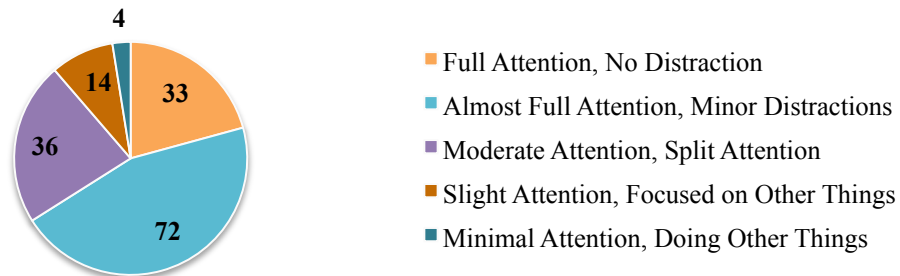 4
14
33
36
72
Full Attention, No Distraction
Almost Full Attention, Minor Distractions
Moderate Attention, Split Attention
Slight Attention, Focused on Other Things
Minimal Attention, Doing Other Things